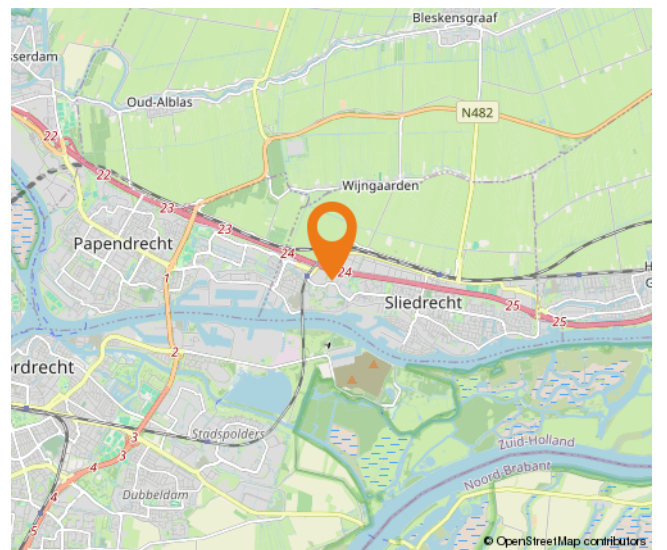 Bleskensgraaf
sserdam
Oud-Alblas
N482
22
22
Wijngaarden
23
23
Papendrecht
24
24
1
Sliedrecht
25
25
H
G
2
ordrecht
Stadspolders
3
3
4
Zuid-Holland
Noord-Brabant
Dubbeldam
4
5
© OpenStreetMap contributors